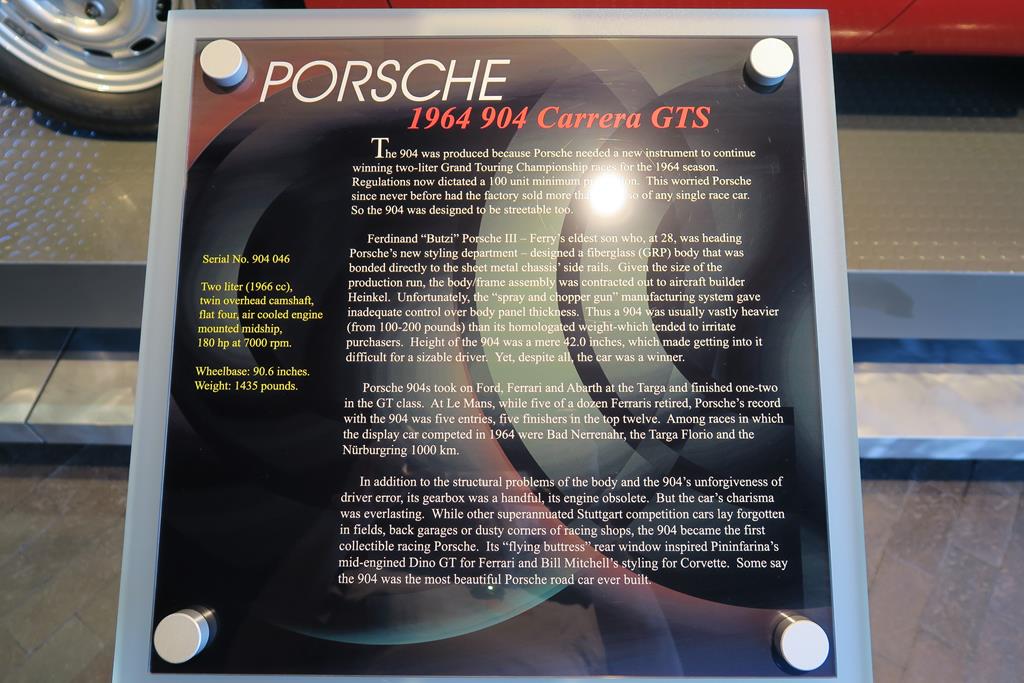 PORSCHE
1964 904 Carrera GTS
The 904 was produced because Porsche needed a new instrument to continue
winning two-liter Grand Touring Championship races for the 1964 season.
Regulations now dictated a 100 unit minimum This worried Porsche
since never before had the factory sold more so of any single race car.
So the 904 was designed to be streetable too.
Ferdinand “Butzi” Porsche III – Ferry’s eldest son who, at 28, was heading
Porsche’s new styling department – designed a fiberglass (GRP) body that was
bonded directly to the sheet metal chassis’ side rails. Given the size of the
production run, the body/frame assembly was contracted out to aircraft builder
Heinkel. Unfortunately, the “spray and chopper gun” manufacturing system gave
inadequate control over body panel thickness. Thus a 904 was usually vastly heavier
(from 100-200 pounds) than its homologated weight-which tended to irritate
purchasers. Height of the 904 was a mere 42.0 inches, which made getting into it
difficult for a sizable driver. Yet, despite all, the car was a winner.
Porsche 904s took on Ford, Ferrari and Abarth at the Targa and finished one-two
in the GT class. At Le Mans, while five of a dozen Ferraris retired, Porsche’s record
with the 904 was five entries, five finishers in the top twelve. Among races in which
the display car competed in 1964 were Bad Nerrenahr, the Targa Florio and the
Nürburgring 1000 km.
In addition to the structural problems of the body and the 904’s unforgiveness of
driver error, its gearbox was a handful, its engine obsolete. But the car’s charisma
was everlasting. While other superannuated Stuttgart competition cars lay forgotten
in fields, back garages or dusty corners of racing shops, the 904 became the first
collectible racing Porsche. Its “flying buttress” rear window inspired Pininfarina’s
mid-engined Dino GT for Ferrari and Bill Mitchell’s styling for Corvette. Some say
the 904 was the most beautiful Porsche road car ever built.
Serial No. 904 046
Two liter (1966 cc),
twin overhead camshaft,
flat four, air cooled engine
mounted midship,
180 hp at 7000 rpm.
Wheelbase: 90.6 inches.
Weight: 1435 pounds.